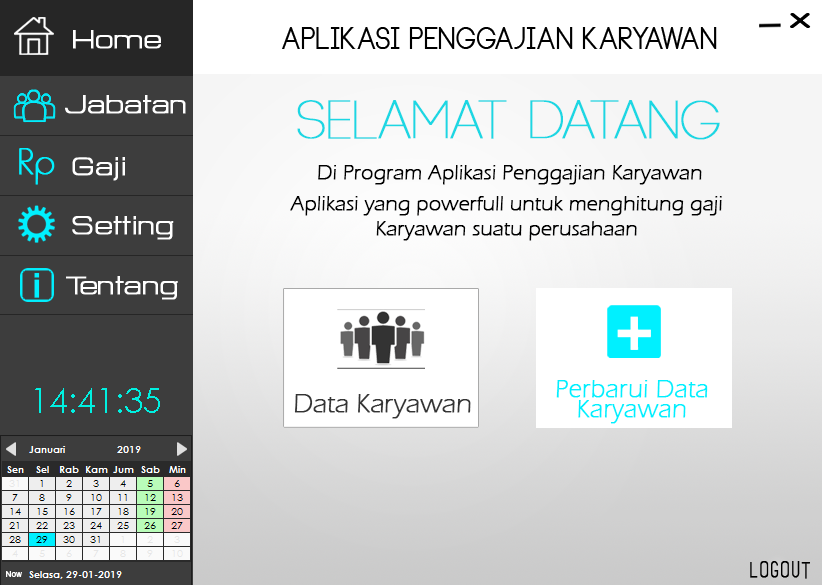 Home
APLIKASI PENGGAJIAN KARYAWAN
Jabatan
Rp Gaji
Setting
Tentang
SELAMAT DATANG
Di Program Aplikasi Penggajian Karyawan
Aplikasi yang powerfull untuk menghitung gaji
Karyawan suatu perusahaan
Data Karyawan
Perbarui Data
Karyawan
14:41:35
Januari 2019
Sen Sel Rab Kam Jum Sab Min
31 1 2 3 4 5 6
7 8 9 10 11 12 13
14 15 16 17 18 19 20
21 22 23 24 25 26 27
28 29 30 31 1 2 3
4 5 6 7 8 9 10
Now Selasa, 29-01-2019
LOGOUT